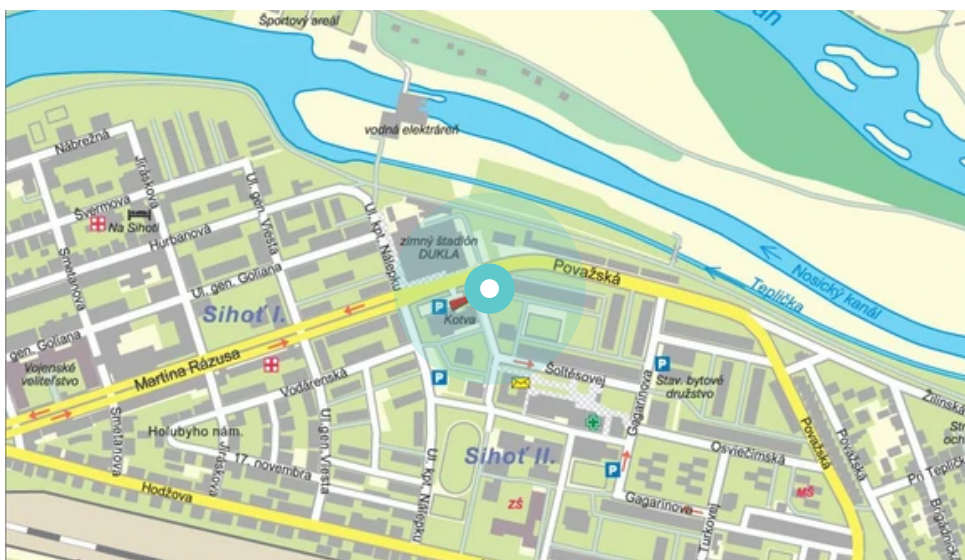 Športový areál
vodná elektráreň
Nábrežná
Jiráskova
Švermova
Na Sihoti
Hurbanová
Ul. gen. Viesta
Ul. kpt. Nálepku
zimný štadión
DUKLA
Smetanova
Ul. gen. Goliana
gen. Goliana
Považská
Teplička
Nosický kanál
Sihoť I.
P
Kotva
Martina Rázusa
Vojenské
veliteľstvo
Vodárenská
P
Šoltésovej
P
Stav. bytové
družstvo
Gagarinova
Žilinská
Smetanova
Holubyho nám.
Jiráskova
17. novembra
Ul. gen. Viesta
Ul. kpt. Nálepku
Sihoť II.
Osviečimská
Považská
Považská
Pri Tepličk
Hodžova
P
ZŠ
Gagarinova
MŠ
Turkovej
Brigádnick